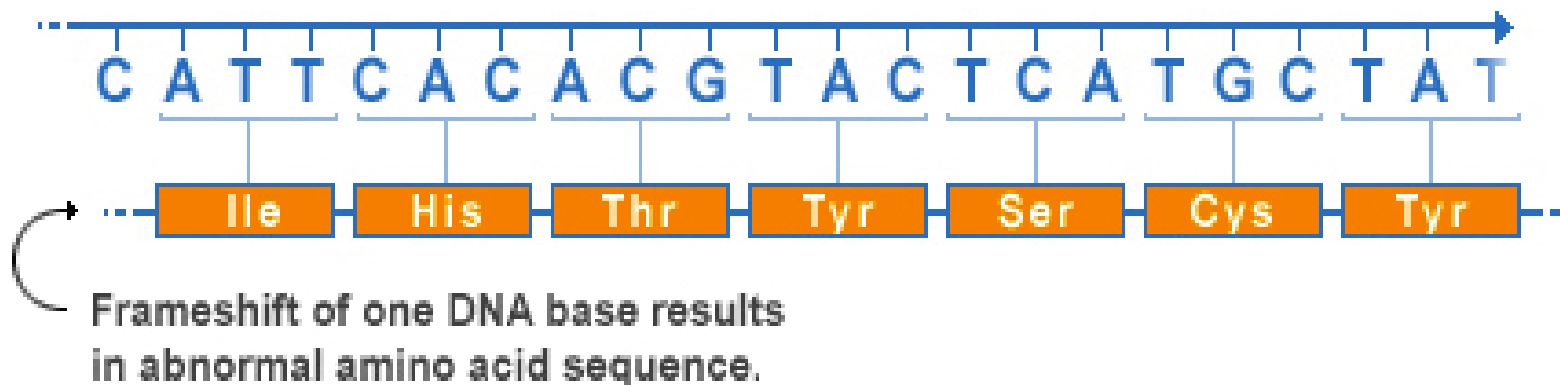 C A T T C A C A C G T A C T C A T G C T A T
Ile His Thr Tyr Ser Cys Tyr
Frameshift of one DNA base results
in abnormal amino acid sequence.